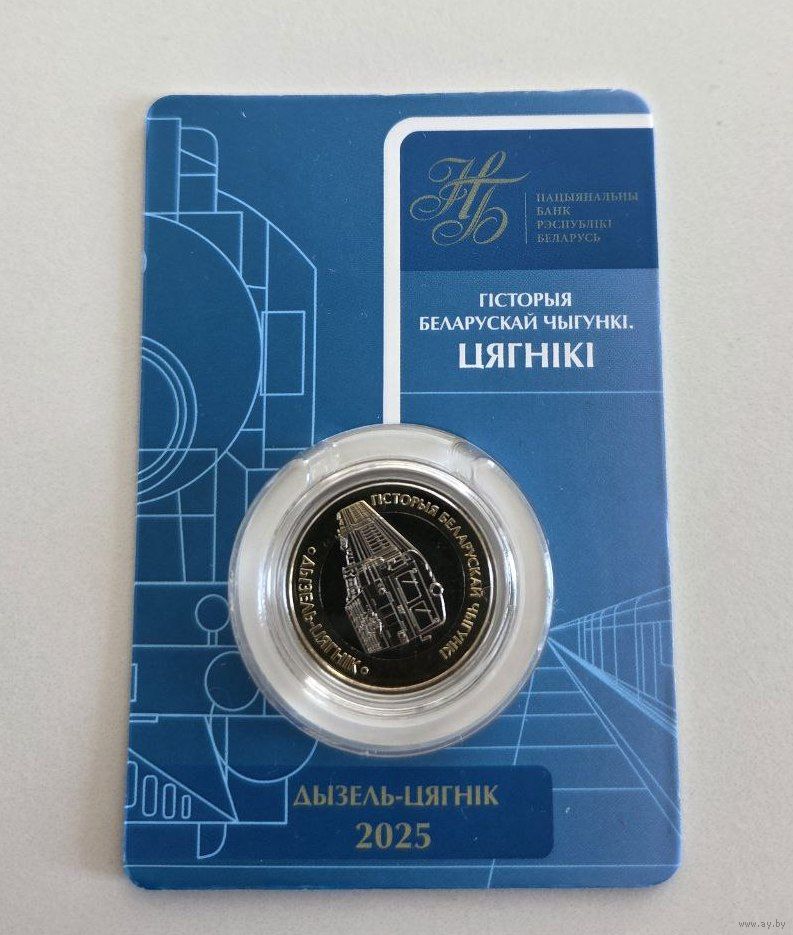 НБ
НАЦЫЯНАЛЬНЫ
БАНК
РЭСПУБЛІКІ
БЕЛАРУСЬ
ГІСТОРЫЯ
БЕЛАРУСКАЙ ЧЫГУНКІ.
ЦЯГНІКІ
ГІСТОРЫЯ БЕЛАРУСКАЙ ЧЫГУНКІ
• ДЫЗЕЛЬ-ЦЯГНІК •
ДЫЗЕЛЬ-ЦЯГНІК
2025
www.ay.by